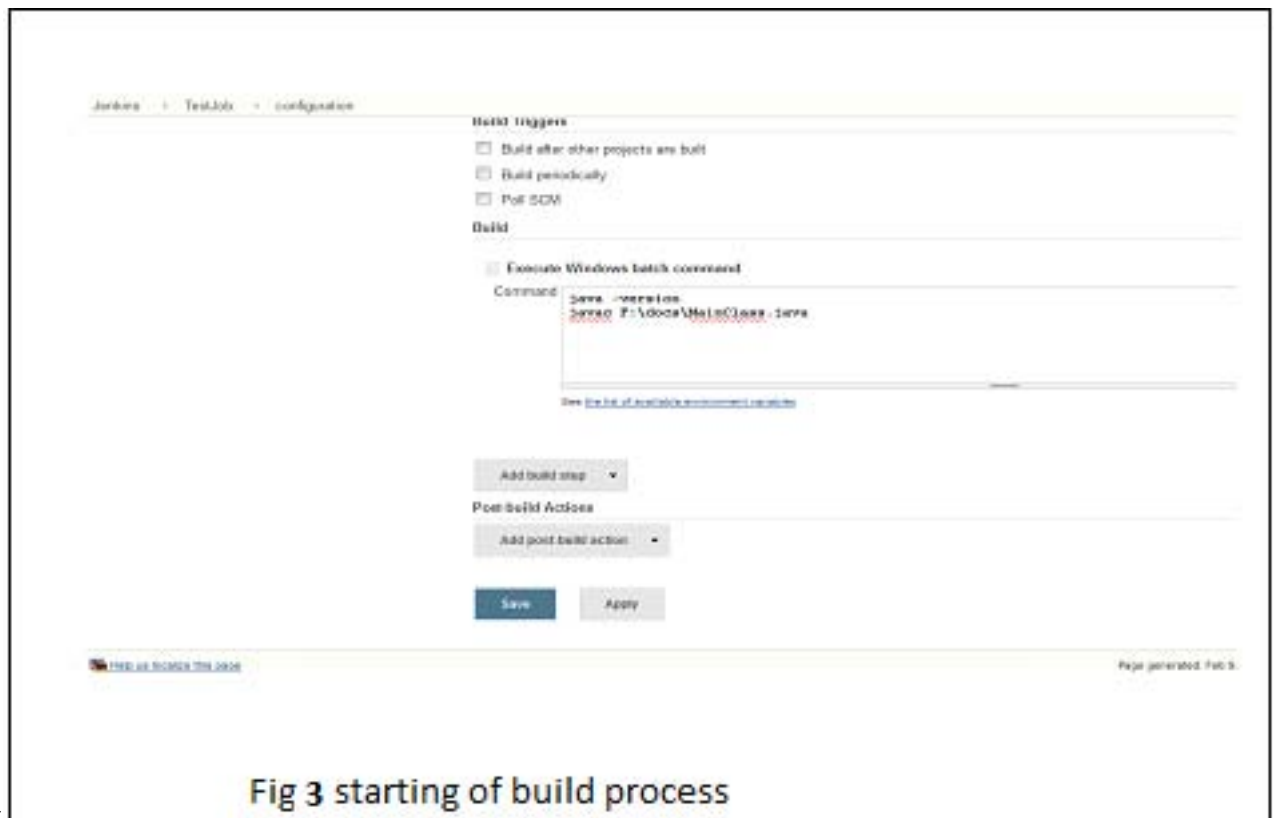 Jenkins › TestJob › configuration
Build Triggers
Build after other projects are built
Build periodically
Poll SCM
Build
Execute Windows batch command
Command
java -version
javac F:\docs\MainClass.java
See the list of available environment variables
Add build step
Post-build Actions
Add post-build action
Save
Apply
Help us localize this page
Page generated: Feb 5
Fig 3 starting of build process